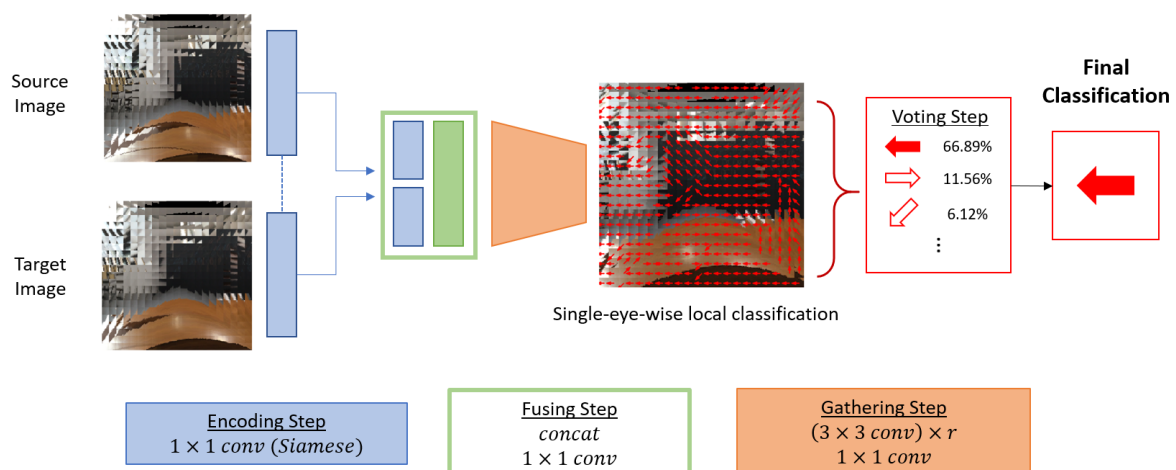 Source
Image
Target
Image
Single-eye-wise local classification
Voting Step
66.89%
11.56%
6.12%
⋮
Final
Classification
Encoding Step
1 × 1 conv (Siamese)
Fusing Step
concat
1 × 1 conv
Gathering Step
(3 × 3 conv) × r
1 × 1 conv